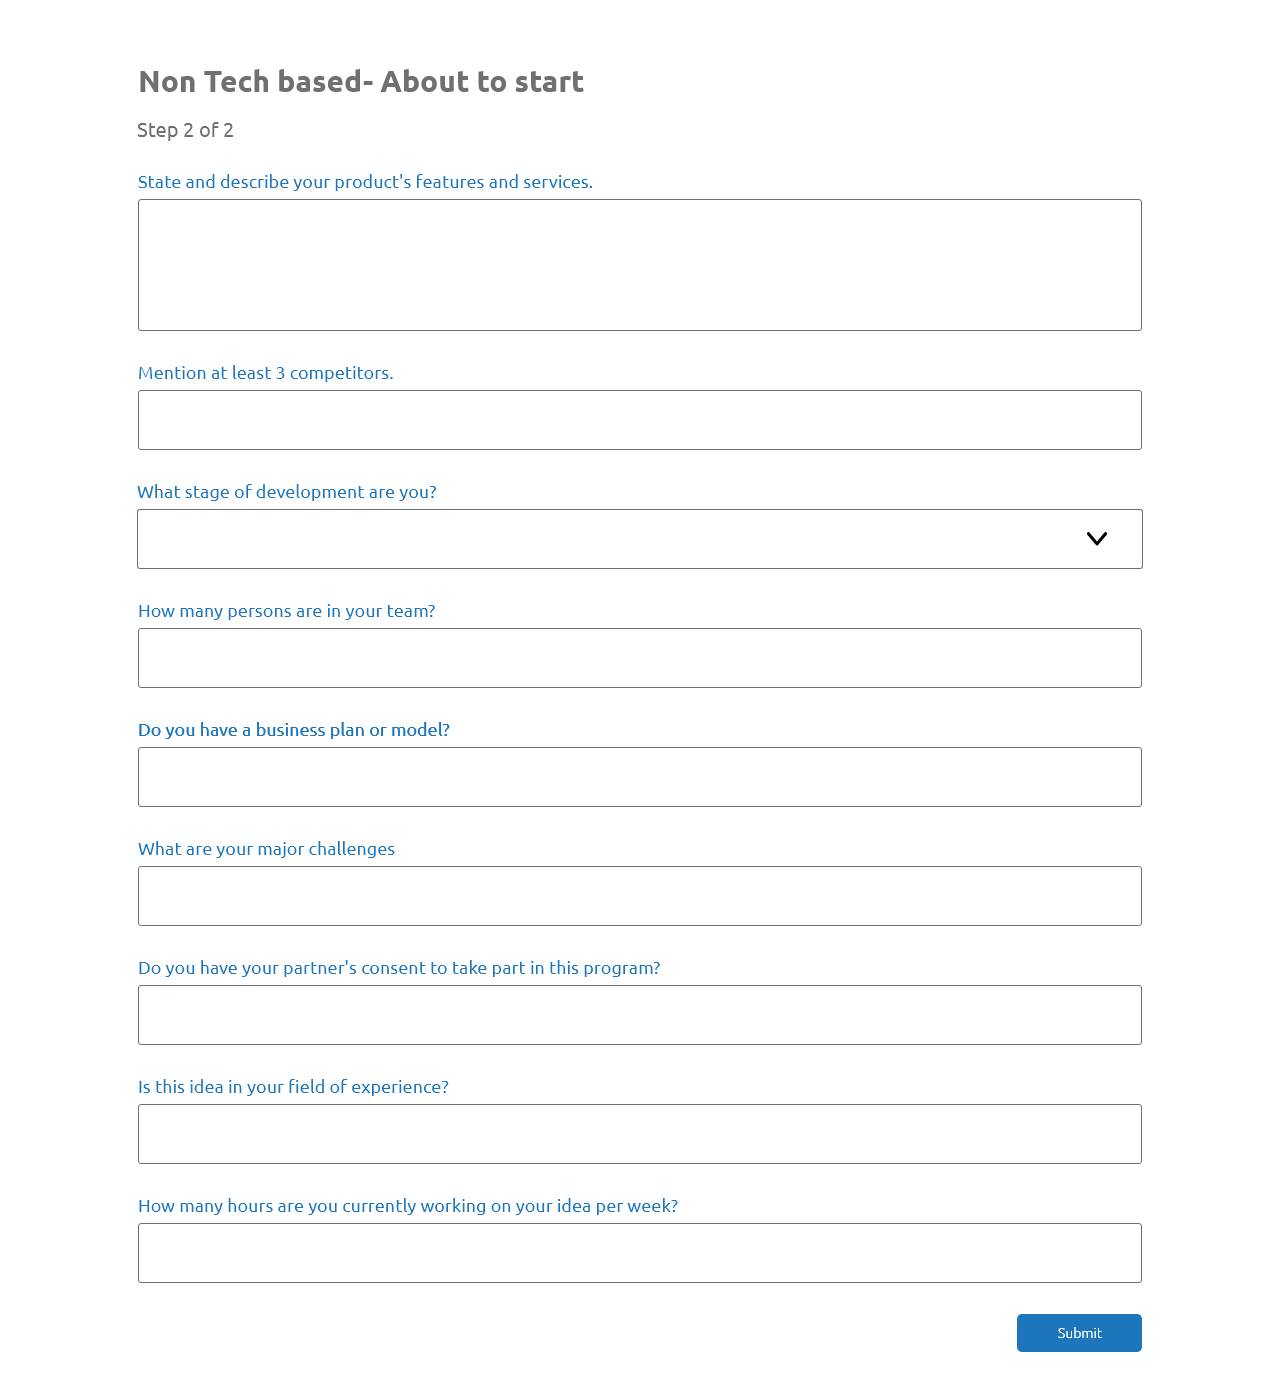 Non Tech based- About to start
Step 2 of 2
State and describe your product's features and services.
Mention at least 3 competitors.
What stage of development are you?
How many persons are in your team?
Do you have a business plan or model?
What are your major challenges
Do you have your partner's consent to take part in this program?
Is this idea in your field of experience?
How many hours are you currently working on your idea per week?
Submit